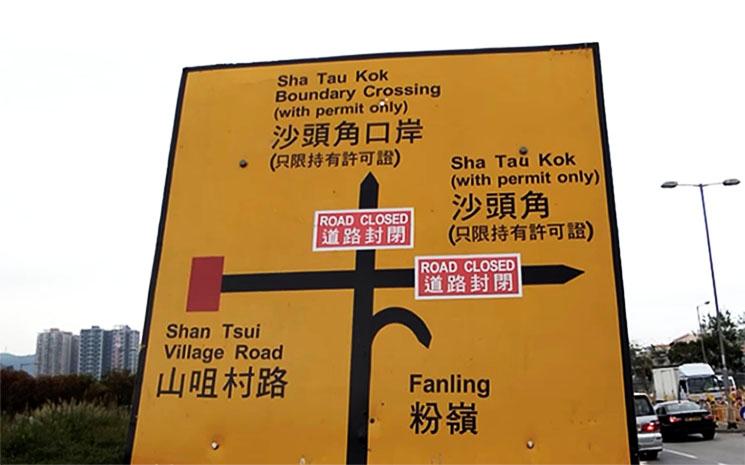 Sha Tau Kok
Boundary Crossing
(with permit only)
沙頭角口岸
(只限持有許可證)
Sha Tau Kok
(with permit only)
沙頭角
(只限持有許可證)
ROAD CLOSED
道路封閉
ROAD CLOSED
道路封閉
Shan Tsui
Village Road
山咀村路
Fanling
粉嶺